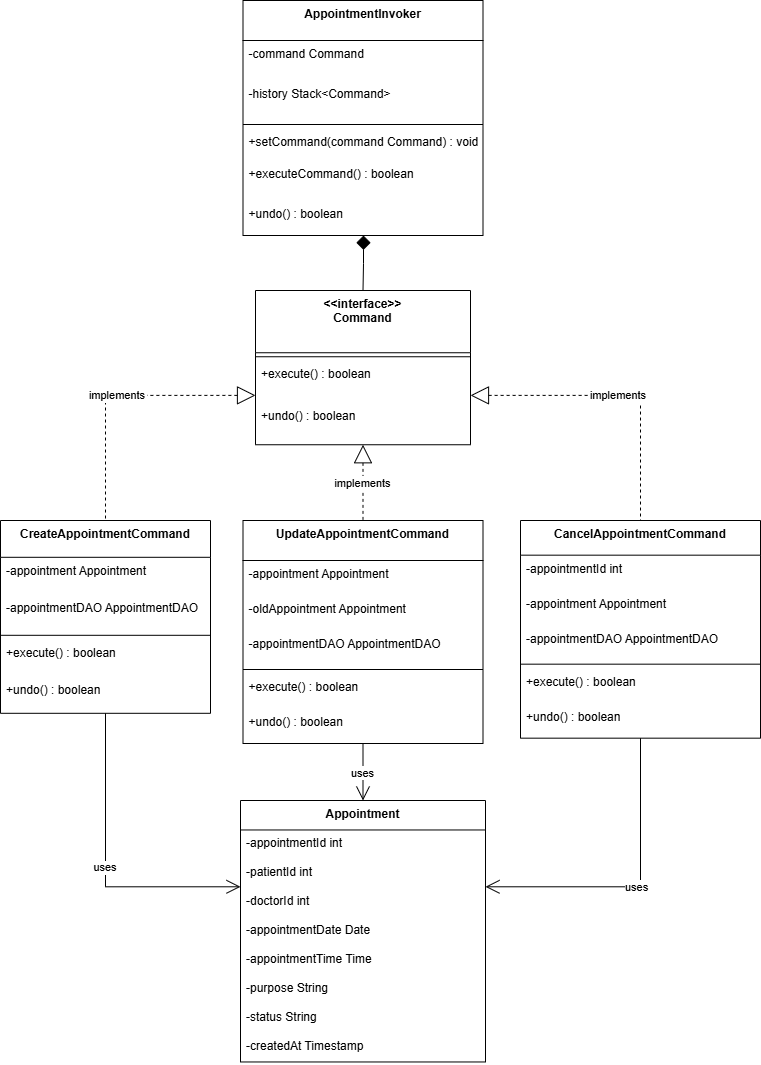 AppointmentInvoker
-command Command
-history Stack<Command>
+setCommand(command Command) : void
+executeCommand() : boolean
+undo() : boolean
<<interface>>
Command
+execute() : boolean
+undo() : boolean
implements
implements
implements
CreateAppointmentCommand
-appointment Appointment
-appointmentDAO AppointmentDAO
+execute() : boolean
+undo() : boolean
UpdateAppointmentCommand
-appointment Appointment
-oldAppointment Appointment
-appointmentDAO AppointmentDAO
+execute() : boolean
+undo() : boolean
CancelAppointmentCommand
-appointmentId int
-appointment Appointment
-appointmentDAO AppointmentDAO
+execute() : boolean
+undo() : boolean
uses
uses
uses
Appointment
-appointmentId int
-patientId int
-doctorId int
-appointmentDate Date
-appointmentTime Time
-purpose String
-status String
-createdAt Timestamp